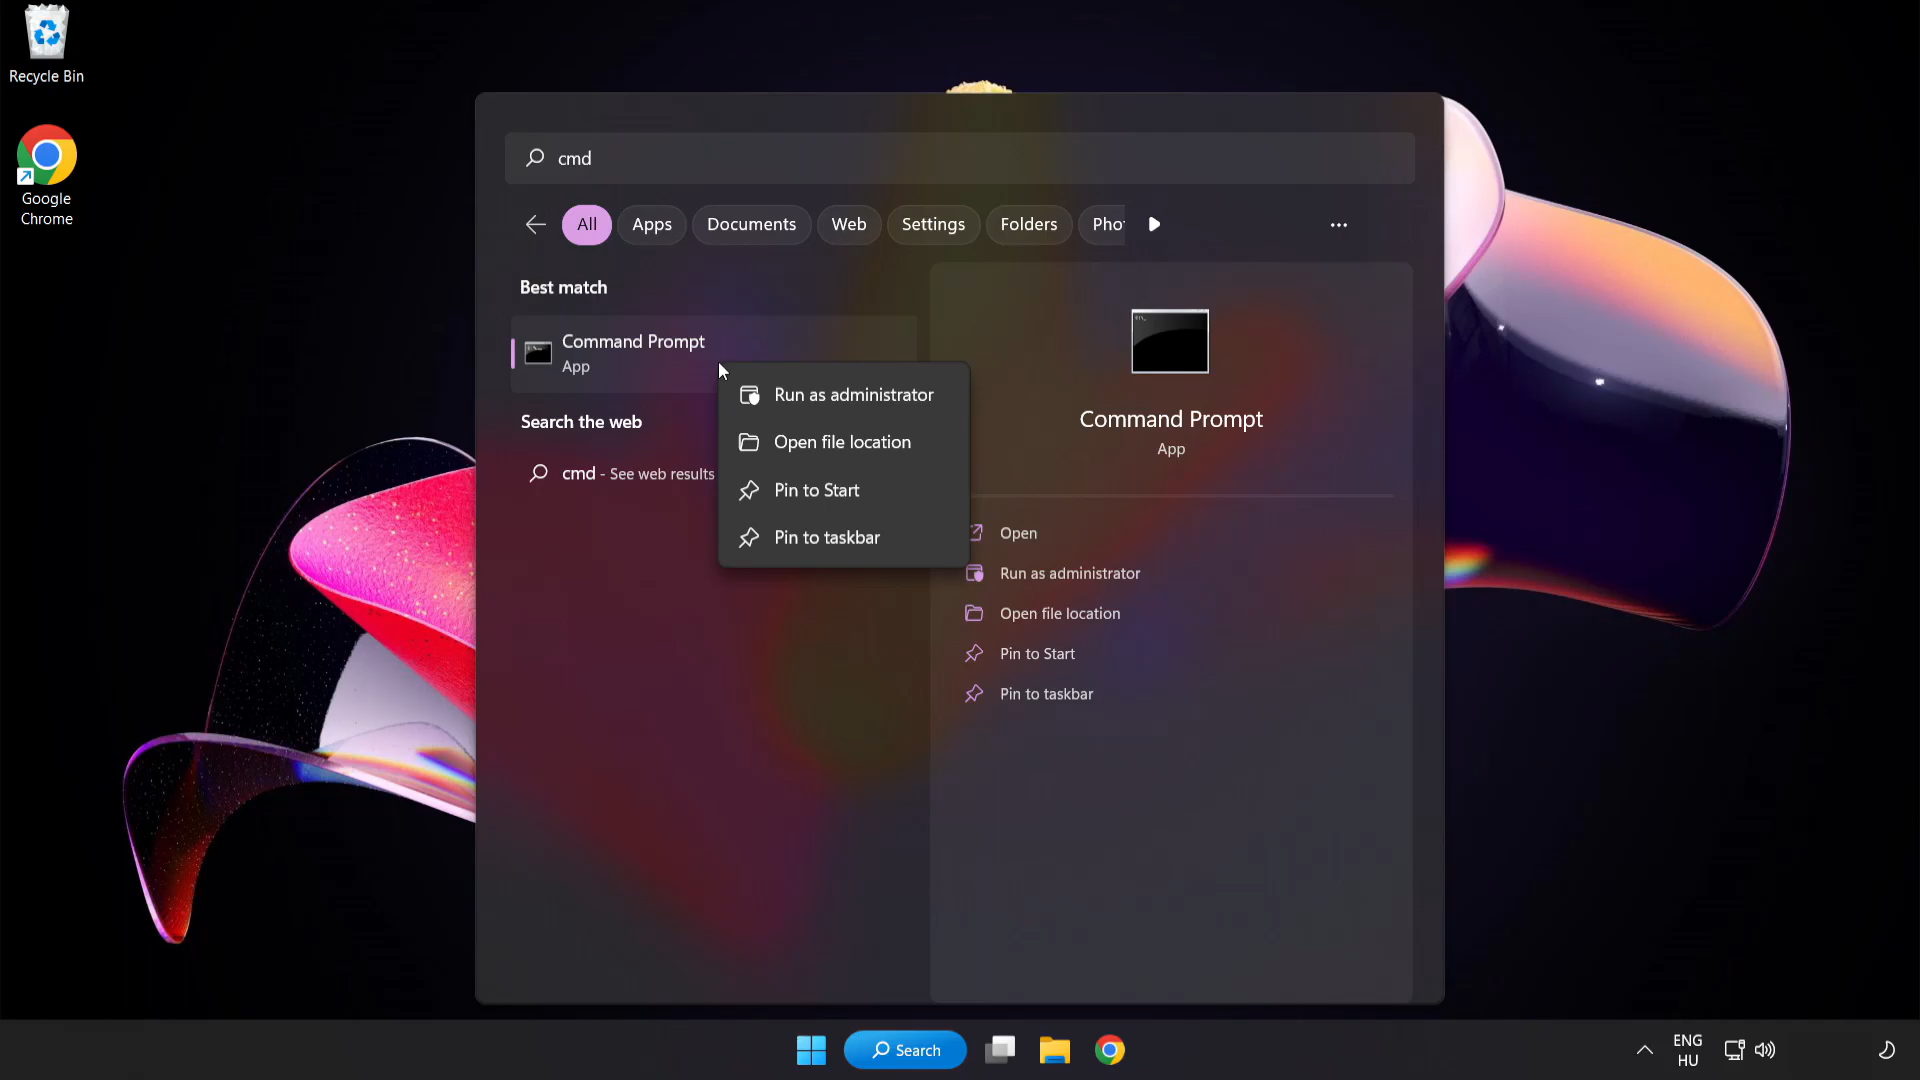 Recycle Bin
Google
Chrome
cmd
All
Apps
Documents
Web
Settings
Folders
Pho
Best match
Command Prompt
App
Search the web
cmd - See web results
Run as administrator
Open file location
Pin to Start
Pin to taskbar
Command Prompt
App
Open
Run as administrator
Open file location
Pin to Start
Pin to taskbar
Search
ENG
HU